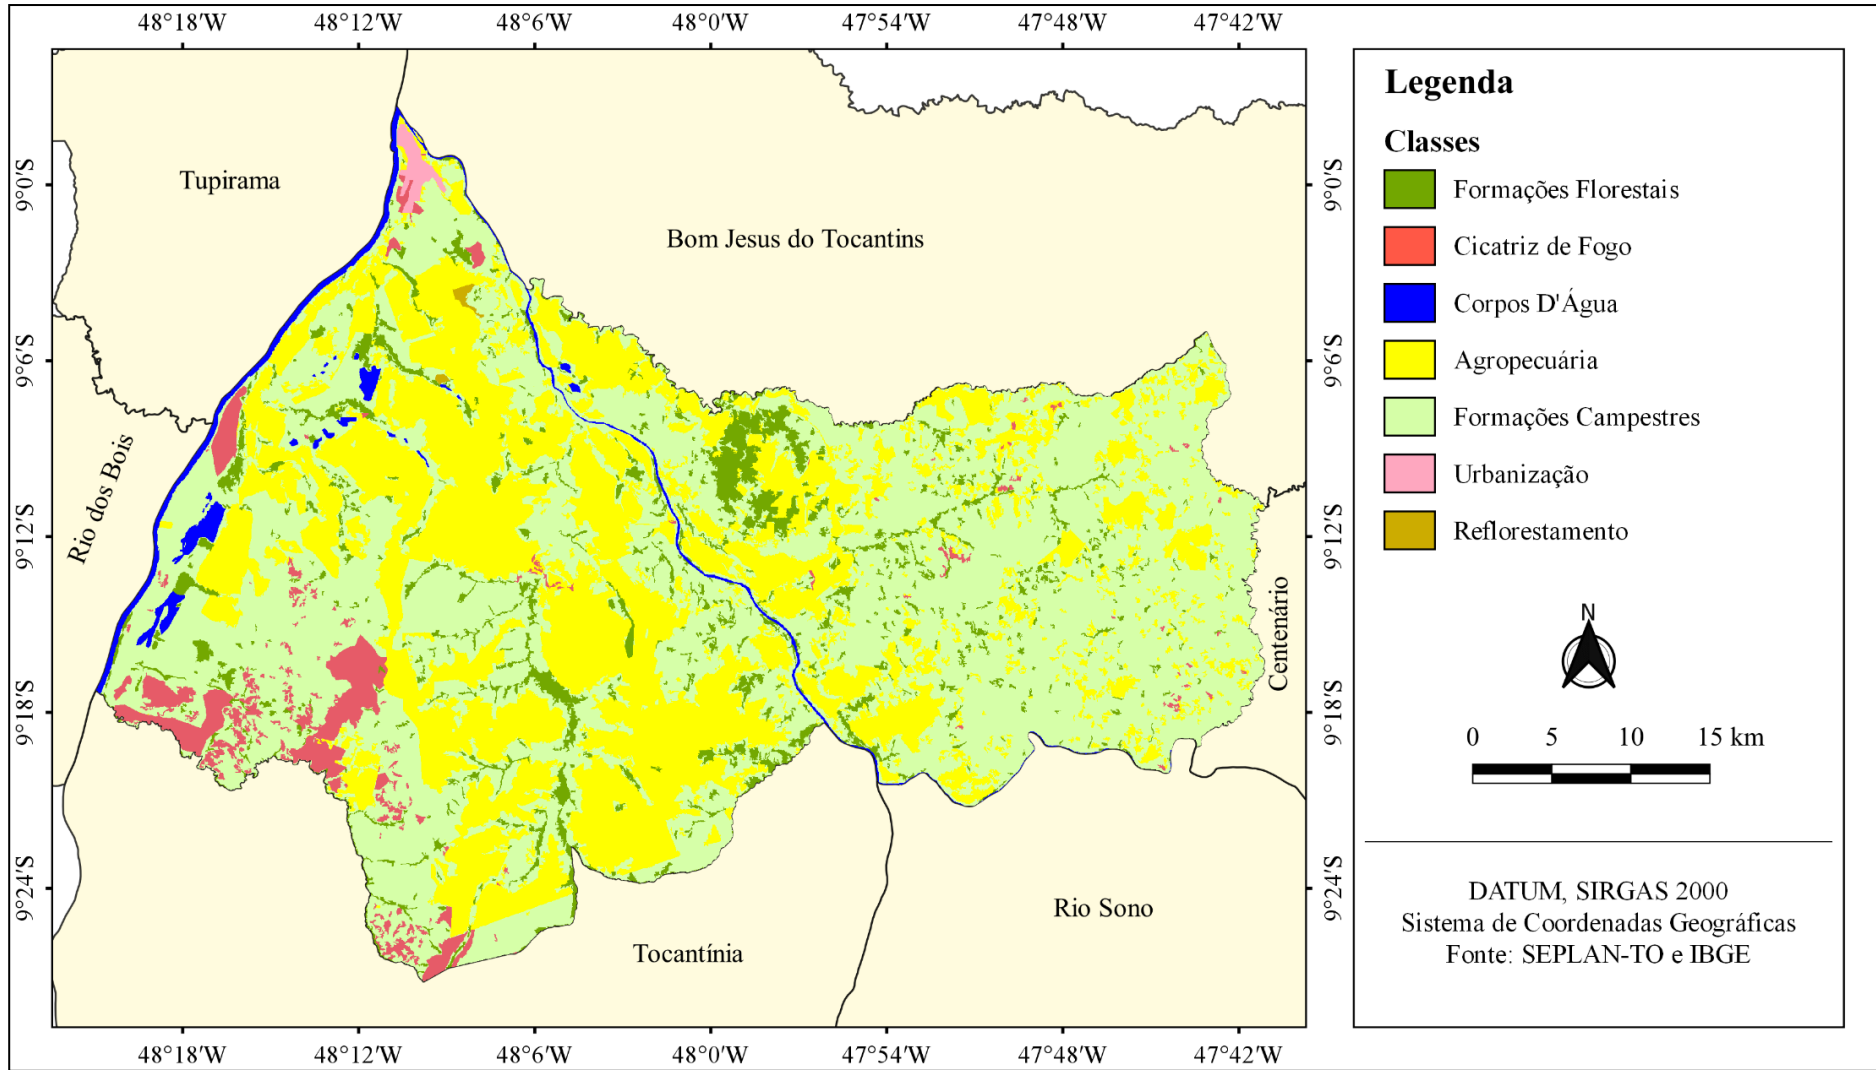 48°18'W 48°12'W 48°6'W 48°0'W 47°54'W 47°48'W 47°42'W
9°0'S
9°6'S
9°12'S
9°18'S
9°24'S
Tupirama
Bom Jesus do Tocantins
Rio dos Bois
Centenário
Rio Sono
Tocantínia
9°0'S
9°6'S
9°12'S
9°18'S
9°24'S
48°18'W 48°12'W 48°6'W 48°0'W 47°54'W 47°48'W 47°42'W
Legenda
Classes
Formações Florestais
Cicatriz de Fogo
Corpos D'Água
Agropecuária
Formações Campestres
Urbanização
Reflorestamento
N
0 5 10 15 km
DATUM, SIRGAS 2000
Sistema de Coordenadas Geográficas
Fonte: SEPLAN-TO e IBGE